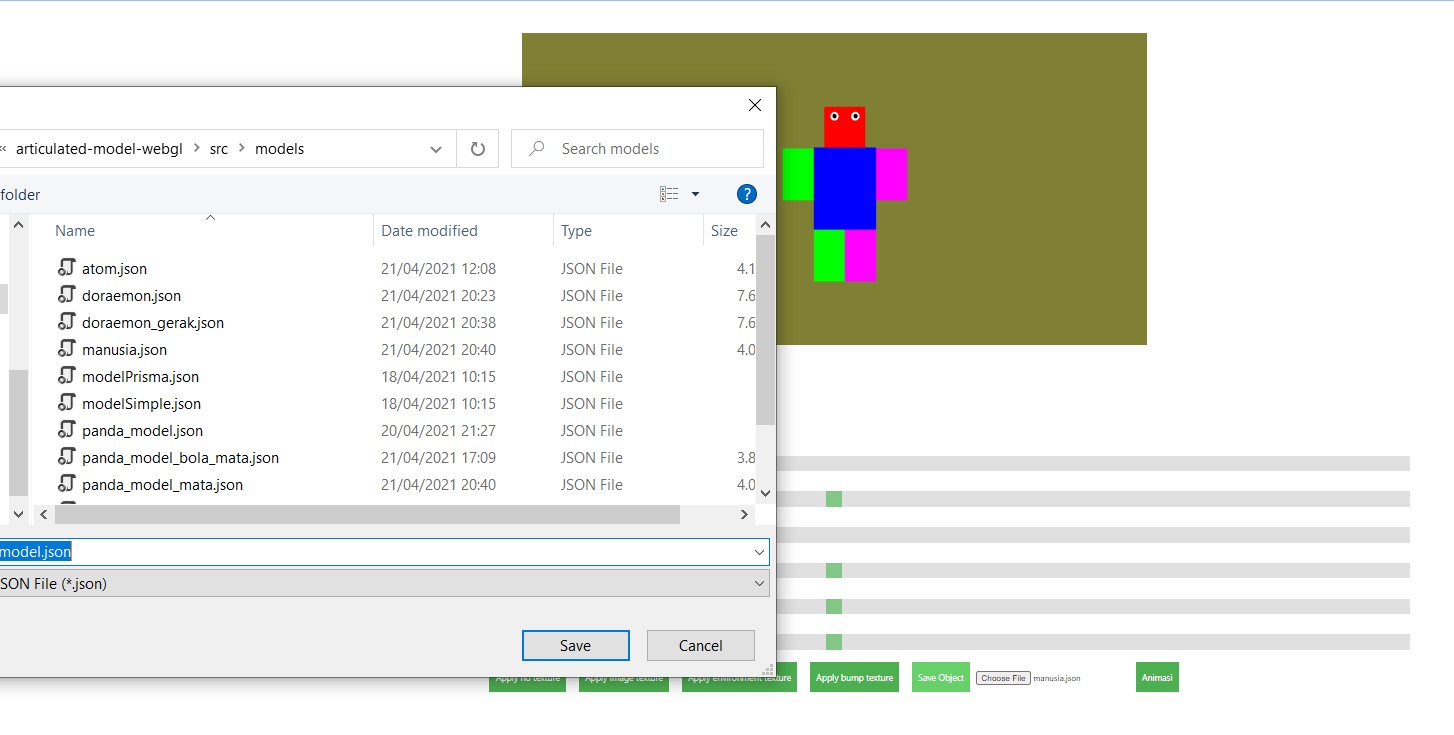 « articulated-model-webgl > src > models
Search models
folder
?
Name Date modified Type Size
atom.json 21/04/2021 12:08 JSON File 4.1
doraemon.json 21/04/2021 20:23 JSON File 7.6
doraemon_gerak.json 21/04/2021 20:38 JSON File 7.6
manusia.json 21/04/2021 20:40 JSON File 4.0
modelPrisma.json 18/04/2021 10:15 JSON File
modelSimple.json 18/04/2021 10:15 JSON File
panda_model.json 20/04/2021 21:27 JSON File
panda_model_bola_mata.json 21/04/2021 17:09 JSON File 3.8
panda_model_mata.json 21/04/2021 20:40 JSON File 4.0
model.json
SON File (*.json)
Save Cancel
Apply no texture Apply image texture Apply environment texture Apply bump texture Save Object Choose File manusia.json Animasi